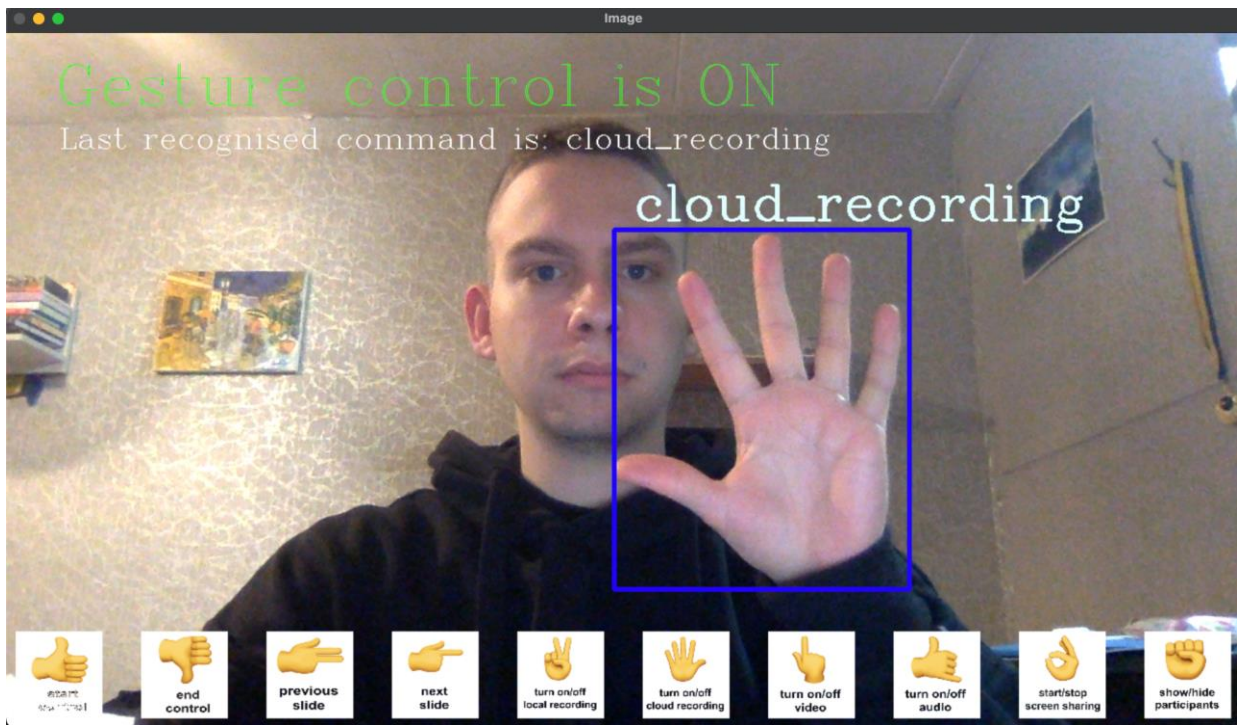 Image
Gesture control is ON
Last recognised command is: cloud_recording
cloud_recording
start
control
end
control
previous
slide
next
slide
turn on/off
local recording
turn on/off
cloud recording
turn on/off
video
turn on/off
audio
start/stop
screen sharing
show/hide
participants